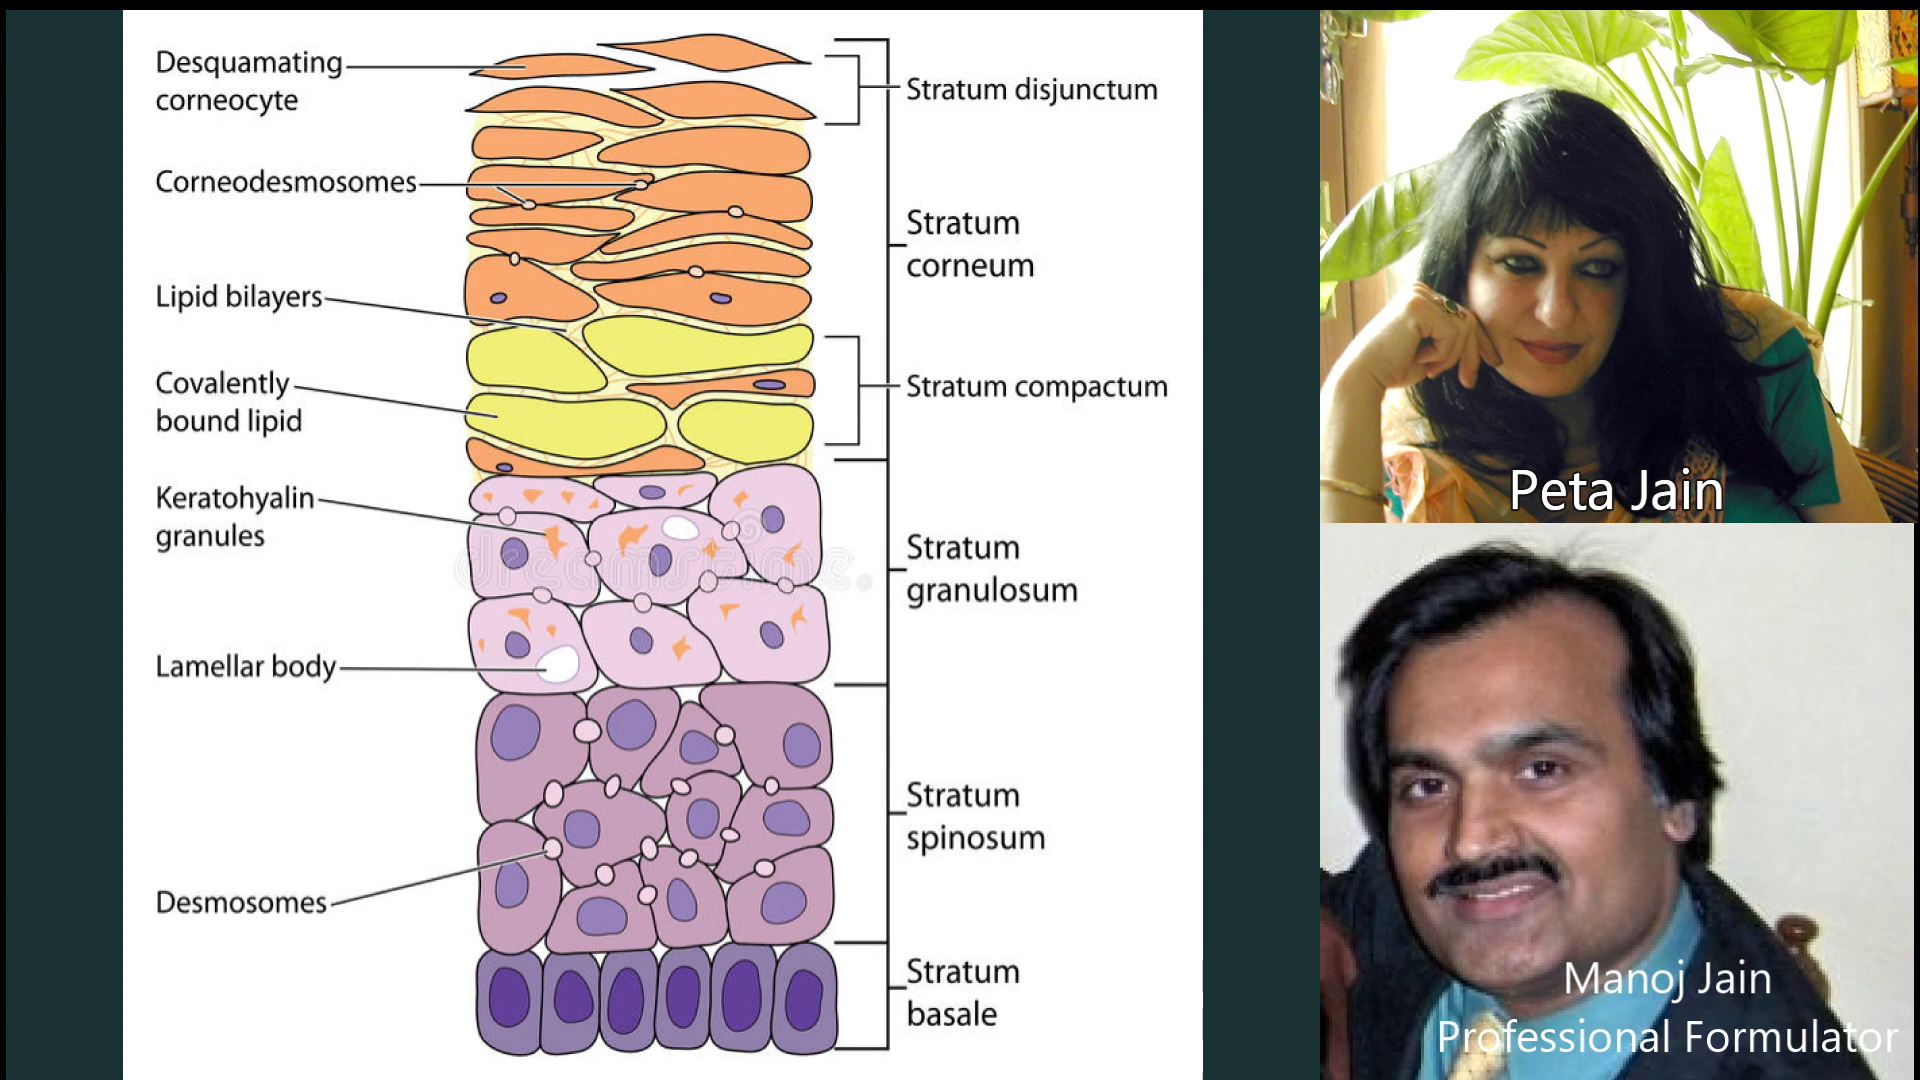 Desquamating
corneocyte
Corneodesmosomes
Lipid bilayers
Covalently
bound lipid
Keratohyalin
granules
Lamellar body
Desmosomes
Stratum disjunctum
Stratum
corneum
Stratum compactum
Stratum
granulosum
Stratum
spinosum
Stratum
basale
dreamstime.
Peta Jain
Manoj Jain
Professional Formulator